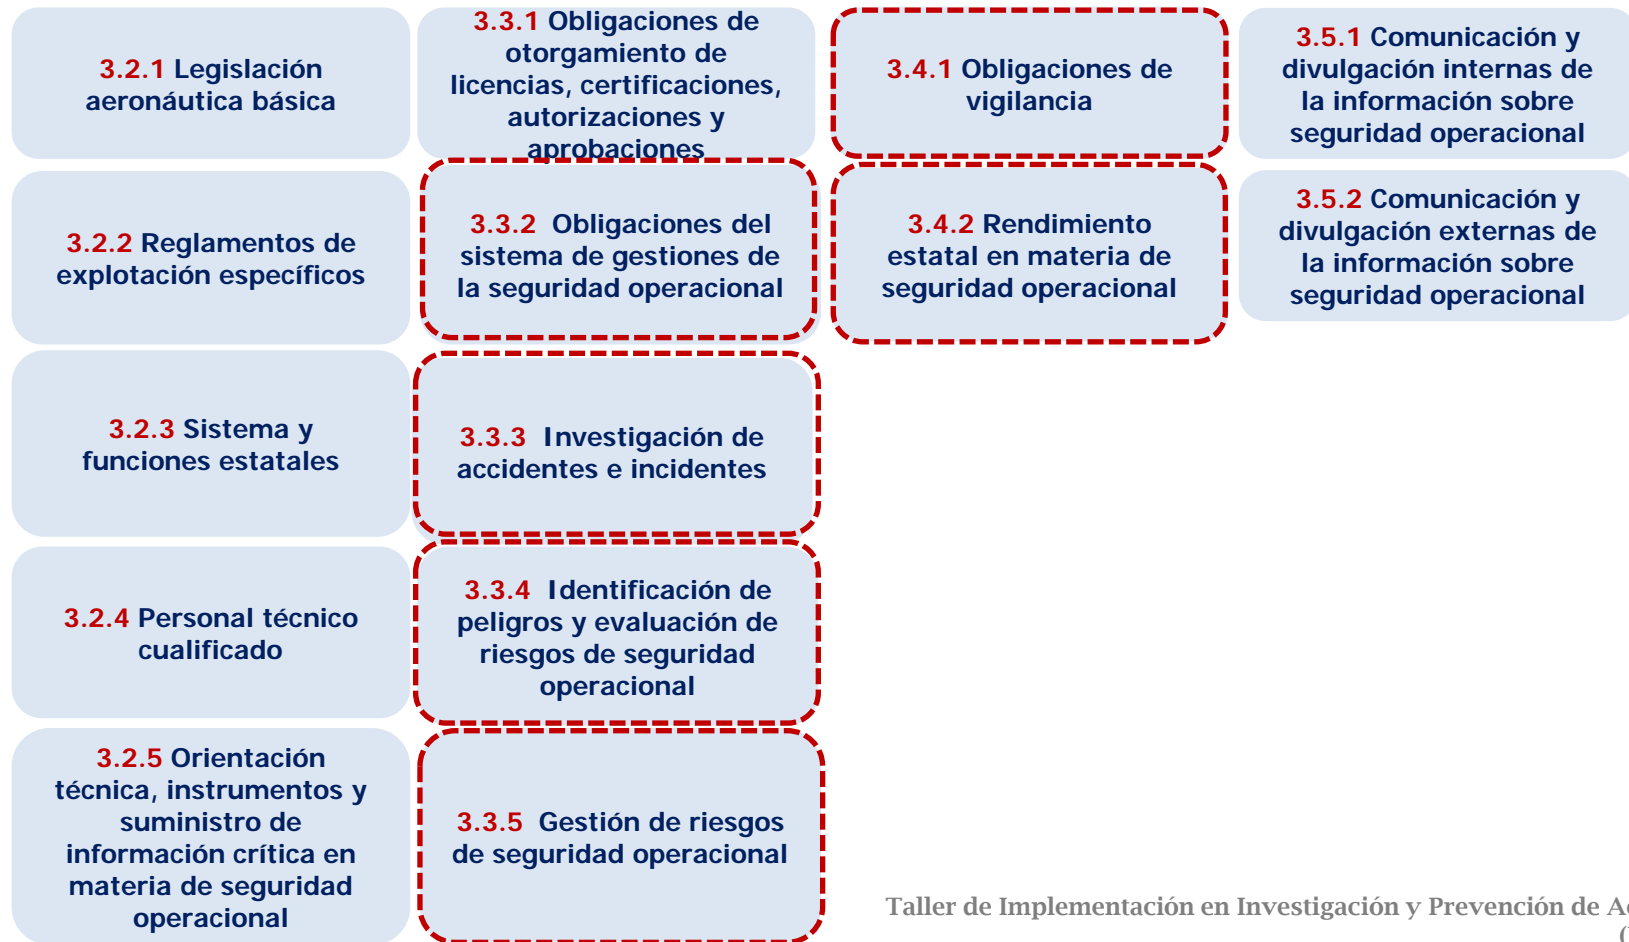 3.2.1 Legislación
aeronáutica básica
3.2.2 Reglamentos de
explotación específicos
3.2.3 Sistema y
funciones estatales
3.2.4 Personal técnico
cualificado
3.2.5 Orientación
técnica, instrumentos y
suministro de
información crítica en
materia de seguridad
operacional
3.3.1 Obligaciones de
otorgamiento de
licencias, certificaciones,
autorizaciones y
aprobaciones
3.3.2 Obligaciones del
sistema de gestiones de
la seguridad operacional
3.3.3 Investigación de
accidentes e incidentes
3.3.4 Identificación de
peligros y evaluación de
riesgos de seguridad
operacional
3.3.5 Gestión de riesgos
de seguridad operacional
3.4.1 Obligaciones de
vigilancia
3.4.2 Rendimiento
estatal en materia de
seguridad operacional
3.5.1 Comunicación y
divulgación internas de
la información sobre
seguridad operacional
3.5.2 Comunicación y
divulgación externas de
la información sobre
seguridad operacional
Taller de Implementación en Investigación y Prevención de